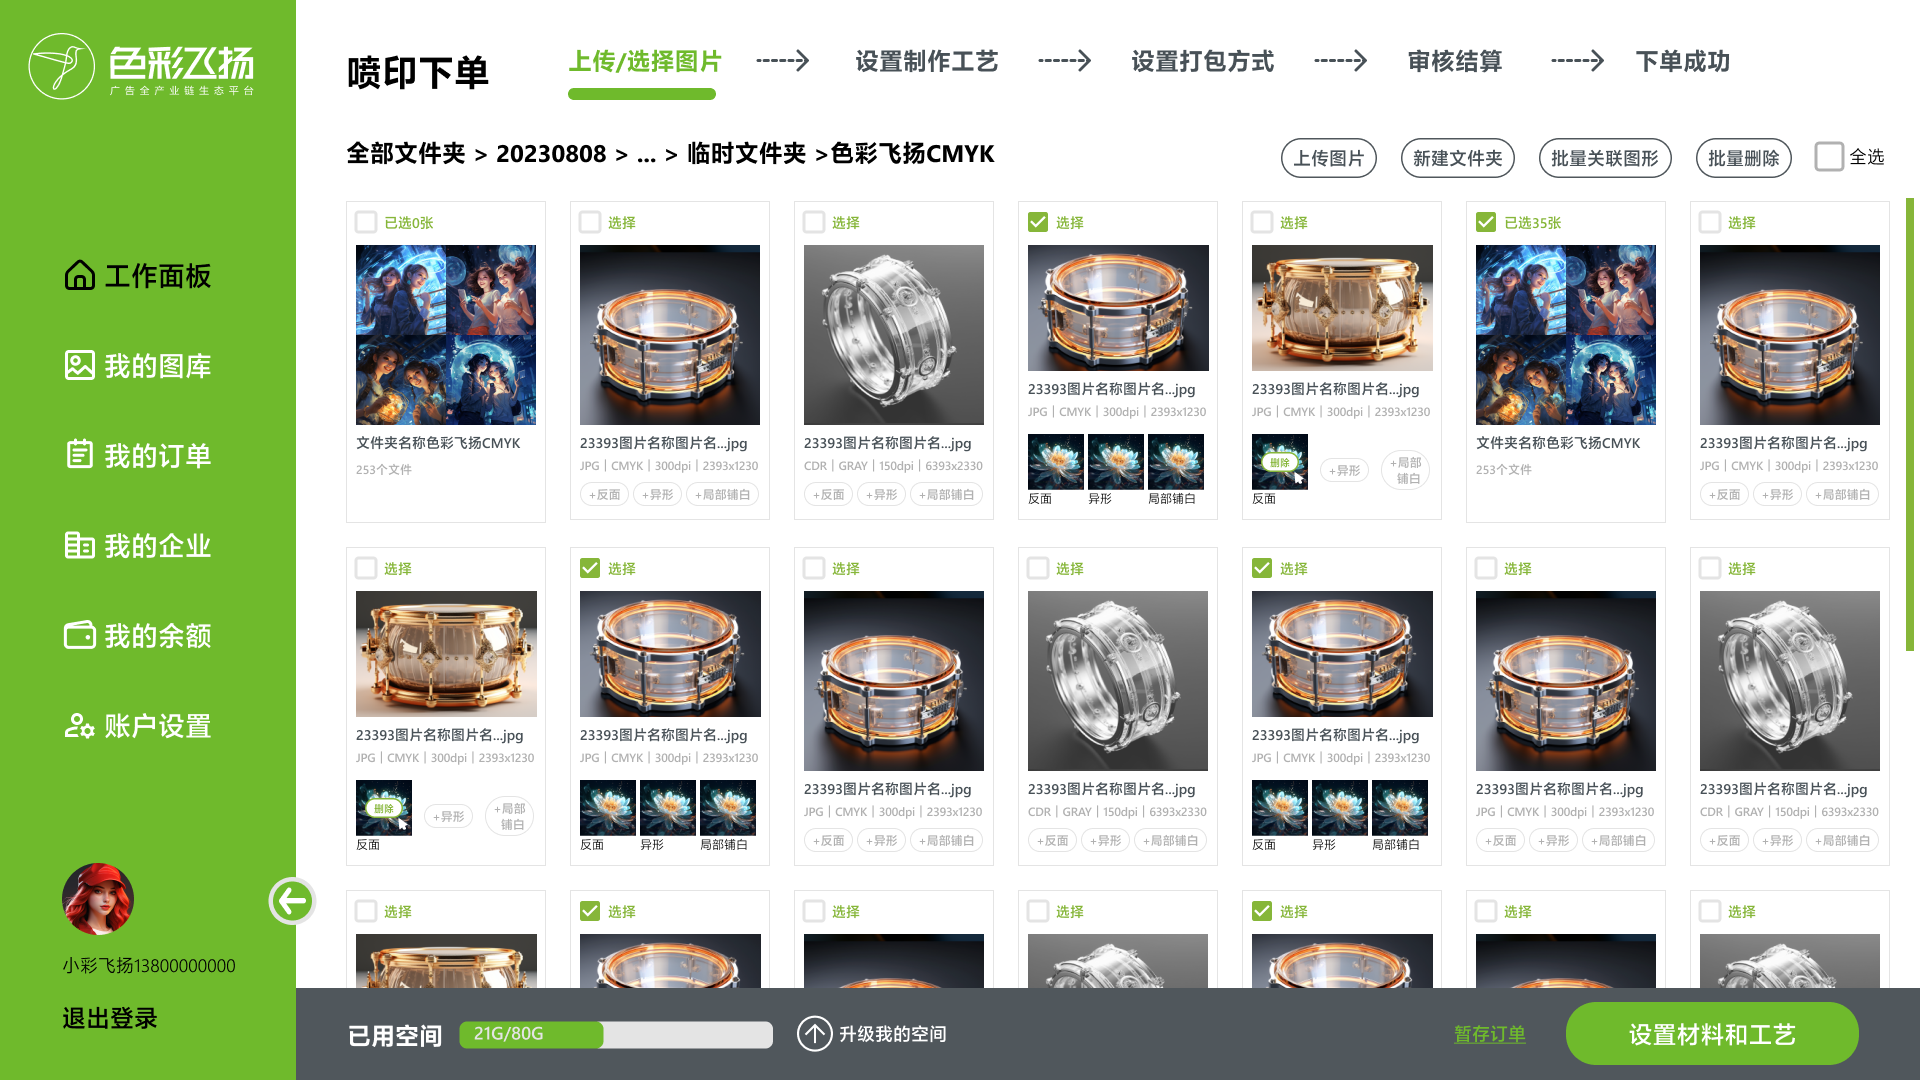 色彩飞扬
广告全产业链生态平台
工作面板
我的图库
我的订单
我的企业
我的余额
账户设置
小彩飞扬13800000000
退出登录
喷印下单
上传/选择图片
设置制作工艺
设置打包方式
审核结算
下单成功
全部文件夹 > 20230808 > ... > 临时文件夹 >色彩飞扬CMYK
上传图片
新建文件夹
批量关联图形
批量删除
全选
已选0张
文件夹名称色彩飞扬CMYK
253个文件
选择
23393图片名称图片名...jpg
JPG | CMYK | 300dpi | 2393x1230
+反面 +异形 +局部铺白
选择
23393图片名称图片名...jpg
CDR | GRAY | 150dpi | 6393x2330
+反面 +异形 +局部铺白
选择
23393图片名称图片名...jpg
JPG | CMYK | 300dpi | 2393x1230
反面 异形 局部铺白
选择
23393图片名称图片名...jpg
JPG | CMYK | 300dpi | 2393x1230
删除
反面
+异形
+局部
铺白
已选35张
文件夹名称色彩飞扬CMYK
253个文件
选择
23393图片名称图片名...jpg
JPG | CMYK | 300dpi | 2393x1230
+反面 +异形 +局部铺白
选择
23393图片名称图片名...jpg
JPG | CMYK | 300dpi | 2393x1230
删除
反面
+异形
+局部
铺白
选择
23393图片名称图片名...jpg
JPG | CMYK | 300dpi | 2393x1230
反面 异形 局部铺白
选择
23393图片名称图片名...jpg
JPG | CMYK | 300dpi | 2393x1230
+反面 +异形 +局部铺白
选择
23393图片名称图片名...jpg
CDR | GRAY | 150dpi | 6393x2330
+反面 +异形 +局部铺白
选择
23393图片名称图片名...jpg
JPG | CMYK | 300dpi | 2393x1230
反面 异形 局部铺白
选择
23393图片名称图片名...jpg
JPG | CMYK | 300dpi | 2393x1230
+反面 +异形 +局部铺白
选择
23393图片名称图片名...jpg
CDR | GRAY | 150dpi | 6393x2330
+反面 +异形 +局部铺白
选择
选择
选择
选择
选择
选择
选择
已用空间
21G/80G
升级我的空间
暂存订单
设置材料和工艺